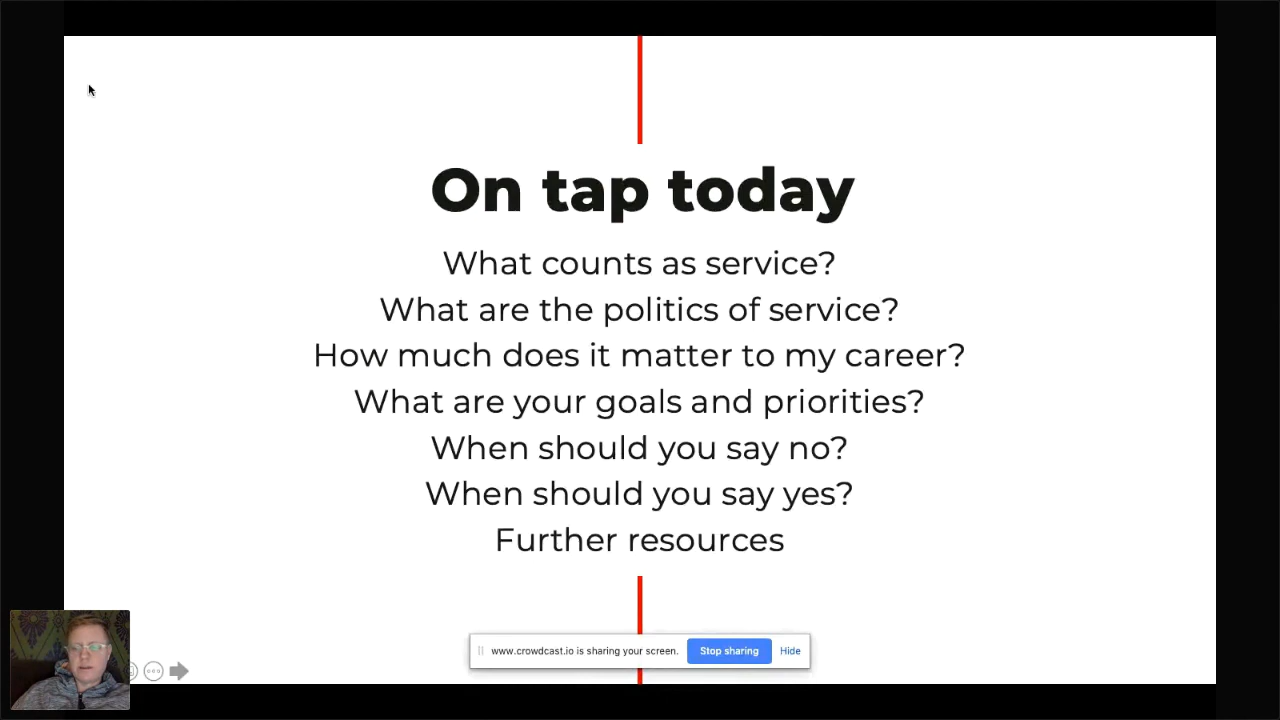 On tap today
What counts as service?
What are the politics of service?
How much does it matter to my career?
What are your goals and priorities?
When should you say no?
When should you say yes?
Further resources
www.crowdcast.io is sharing your screen. Stop sharing Hide